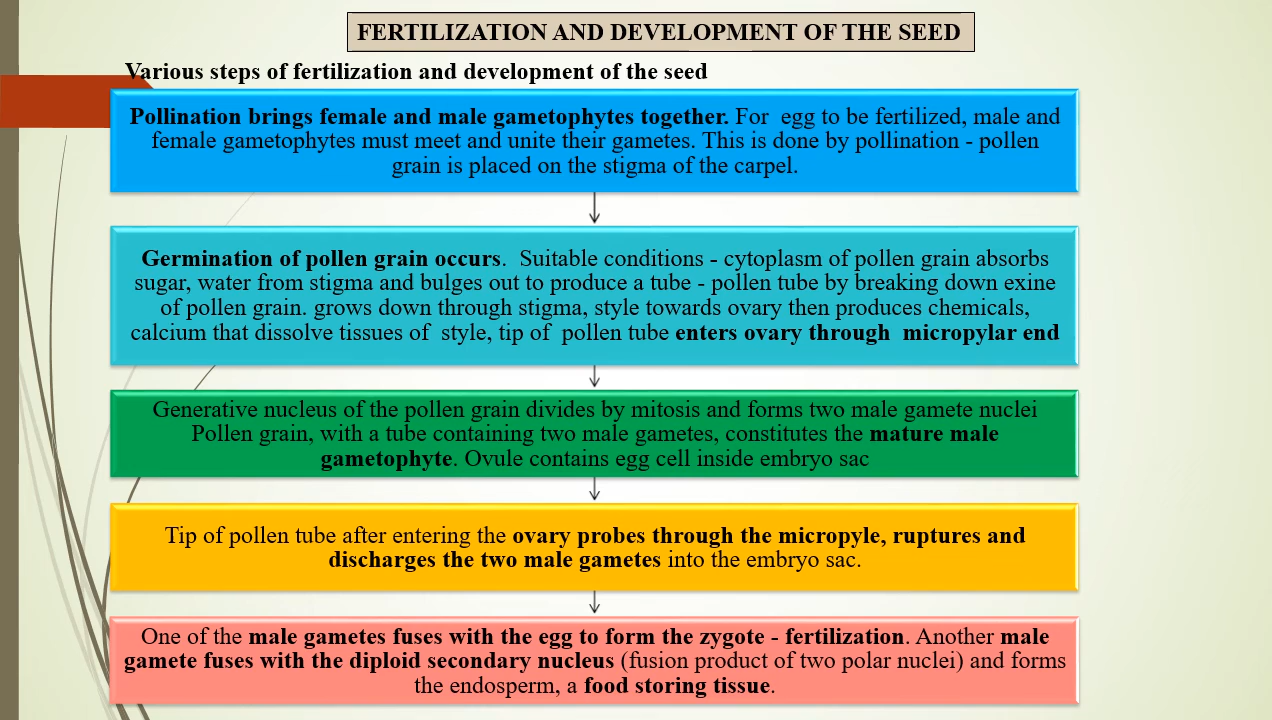 FERTILIZATION AND DEVELOPMENT OF THE SEED
Various steps of fertilization and development of the seed
Pollination brings female and male gametophytes together. For egg to be fertilized, male and
female gametophytes must meet and unite their gametes. This is done by pollination - pollen
grain is placed on the stigma of the carpel.
Germination of pollen grain occurs. Suitable conditions - cytoplasm of pollen grain absorbs
sugar, water from stigma and bulges out to produce a tube - pollen tube by breaking down exine
of pollen grain. grows down through stigma, style towards ovary then produces chemicals,
calcium that dissolve tissues of style, tip of pollen tube enters ovary through micropylar end
Generative nucleus of the pollen grain divides by mitosis and forms two male gamete nuclei
Pollen grain, with a tube containing two male gametes, constitutes the mature male
gametophyte. Ovule contains egg cell inside embryo sac
Tip of pollen tube after entering the ovary probes through the micropyle, ruptures and
discharges the two male gametes into the embryo sac.
One of the male gametes fuses with the egg to form the zygote - fertilization. Another male
gamete fuses with the diploid secondary nucleus (fusion product of two polar nuclei) and forms
the endosperm, a food storing tissue.